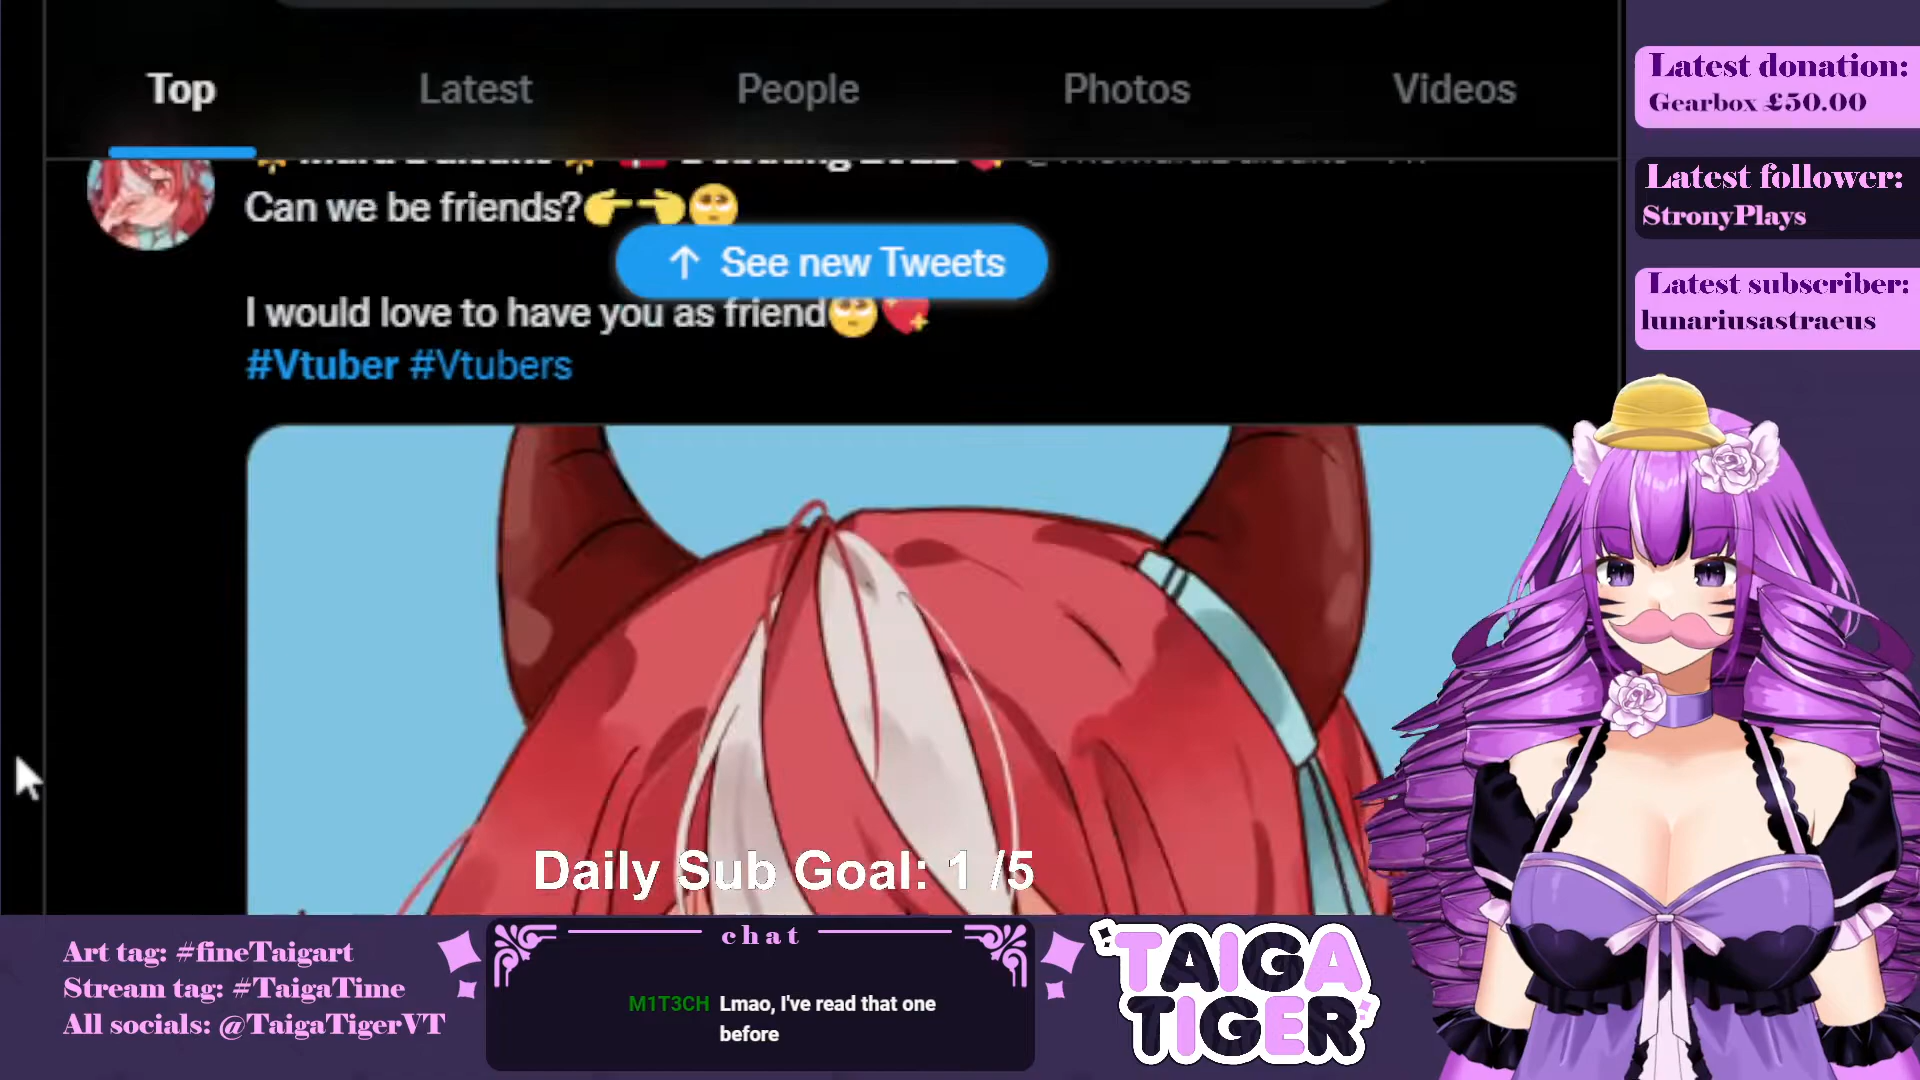 Top Latest People Photos Videos
Can we be friends?👉👈🥺
↑ See new Tweets
I would love to have you as friend🥺💖
#Vtuber #Vtubers
Latest donation:
Gearbox £50.00
Latest follower:
StronyPlays
Latest subscriber:
lunariusastraeus
Daily Sub Goal: 1 /5
Art tag: #fineTaigart
Stream tag: #TaigaTime
All socials: @TaigaTigerVT
chat
M1T3CH Lmao, I've read that one
before
TAIGA
TIGER